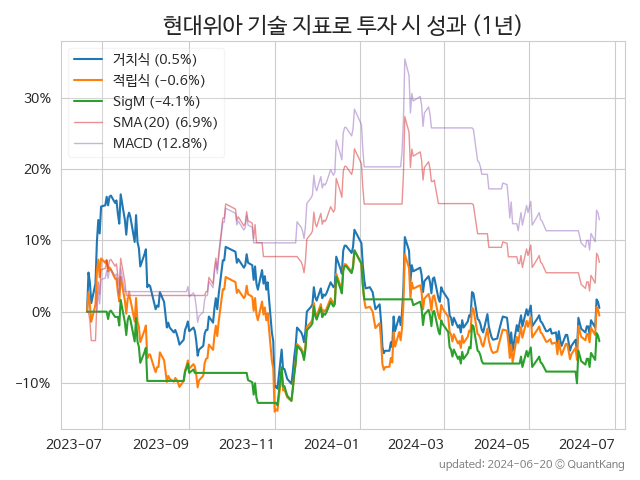 현대위아 기술 지표로 투자 시 성과 (1년)
거치식 (0.5%)
적립식 (−0.6%)
SigM (−4.1%)
SMA(20) (6.9%)
MACD (12.8%)
30%
20%
10%
0%
−10%
2023-07 2023-09 2023-11 2024-01 2024-03 2024-05 2024-07
updated: 2024-06-20 © QuantKang